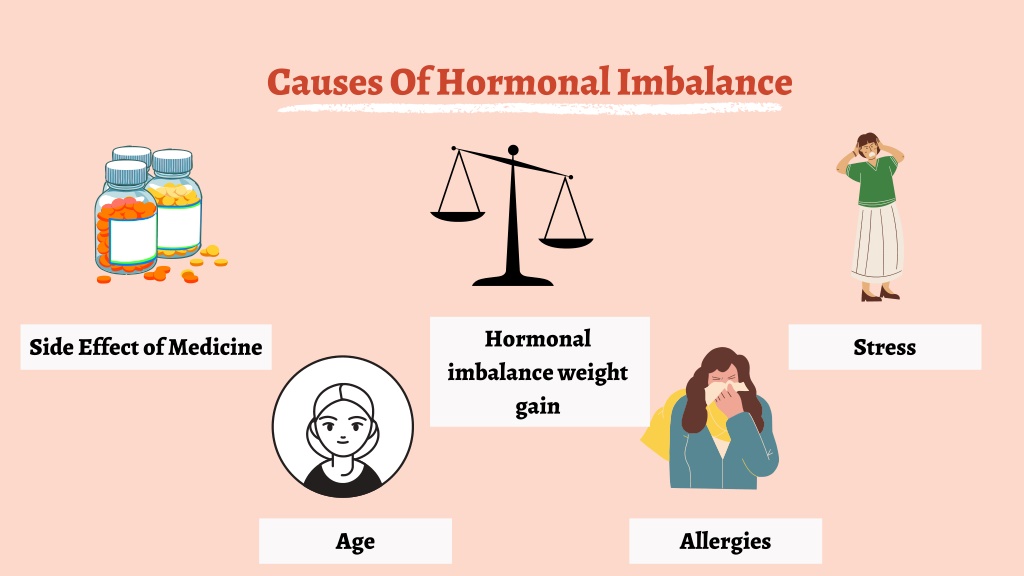 Causes Of Hormonal Imbalance
Side Effect of Medicine
Hormonal
imbalance weight
gain
Stress
Age
Allergies